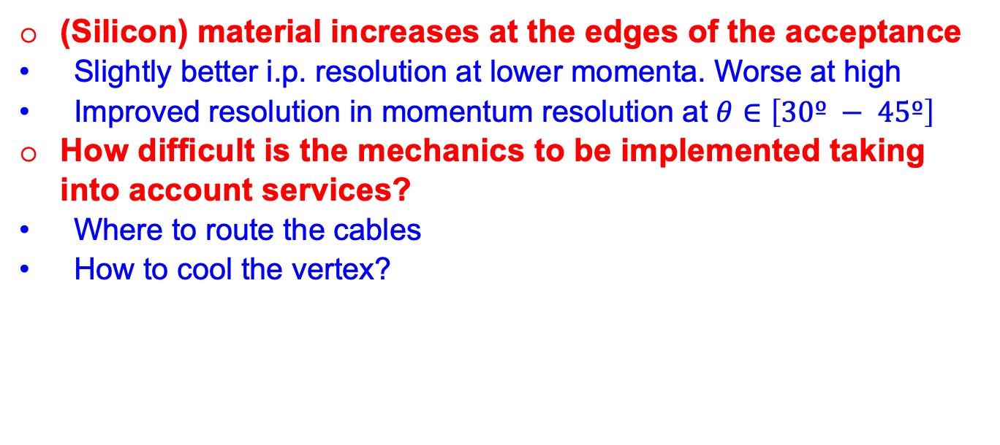 ○ (Silicon) material increases at the edges of the acceptance
• Slightly better i.p. resolution at lower momenta. Worse at high
• Improved resolution in momentum resolution at θ ∈ [30º − 45º]
○ How difficult is the mechanics to be implemented taking
into account services?
• Where to route the cables
• How to cool the vertex?